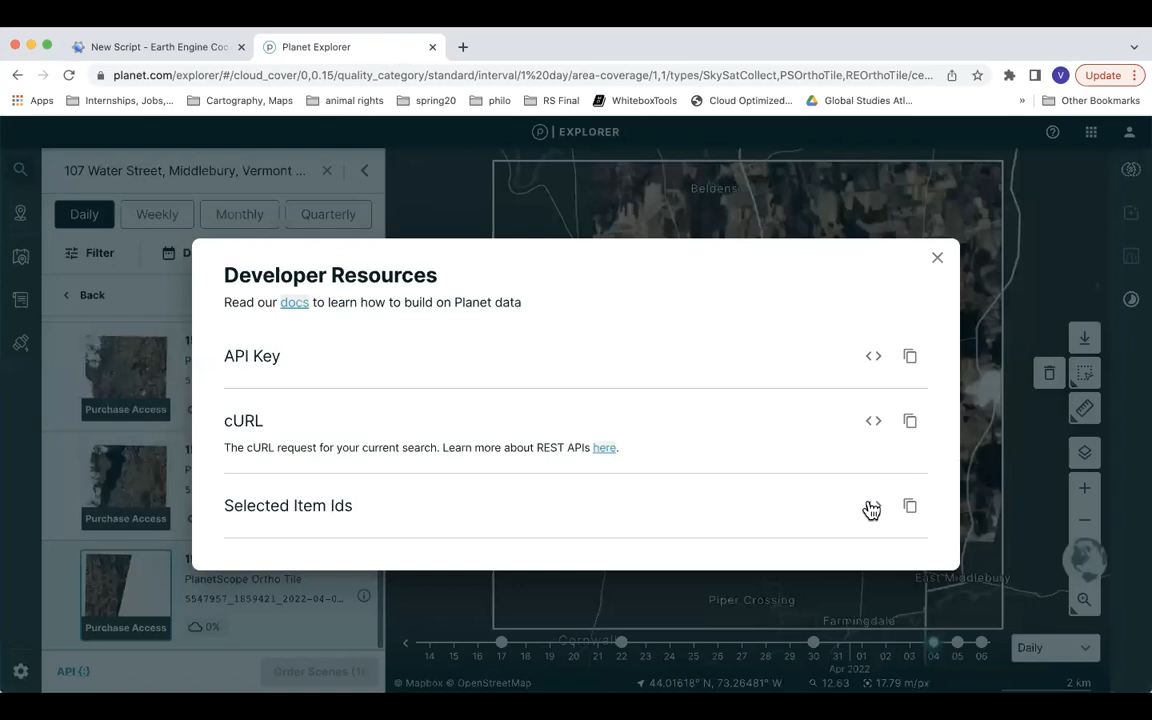 New Script - Earth Engine Coo
Planet Explorer
planet.com/explorer/#/cloud_cover/0,0.15/quality_category/standard/interval/1%20day/area-coverage/1,1/types/SkySatCollect,PSOrthoTile,REOrthoTile/ce...
V
Update
Apps
Internships, Jobs,...
Cartography, Maps
animal rights
spring20
philo
RS Final
WhiteboxTools
Cloud Optimized...
Global Studies Atl...
»
Other Bookmarks
EXPLORER
107 Water Street, Middlebury, Vermont ...
Beldens
Daily
Weekly
Monthly
Quarterly
Filter
Back
Developer Resources
Read our docs to learn how to build on Planet data
API Key
cURL
The cURL request for your current search. Learn more about REST APIs here.
Selected Item Ids
Purchase Access
Purchase Access
PlanetScope Ortho Tile
5547957_1859421_2022-04-0...
Purchase Access
0%
East Middlebury
Piper Crossing
Farmingdale
Cornwall
14 15 16 17 18 19 20 21 22 23 24 25 26 27 28 29 30 31 01 02 03 04 05 06
Apr 2022
Daily
API {:}
Order Scenes (1)
© Mapbox © OpenStreetMap
44.01618° N, 73.26481° W
12.63
17.79 m/px
2 km